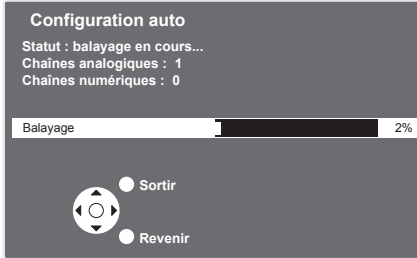 Configuration auto
Statut : balayage en cours...
Chaînes analogiques : 1
Chaînes numériques : 0
Balayage 2%
Sortir
Revenir